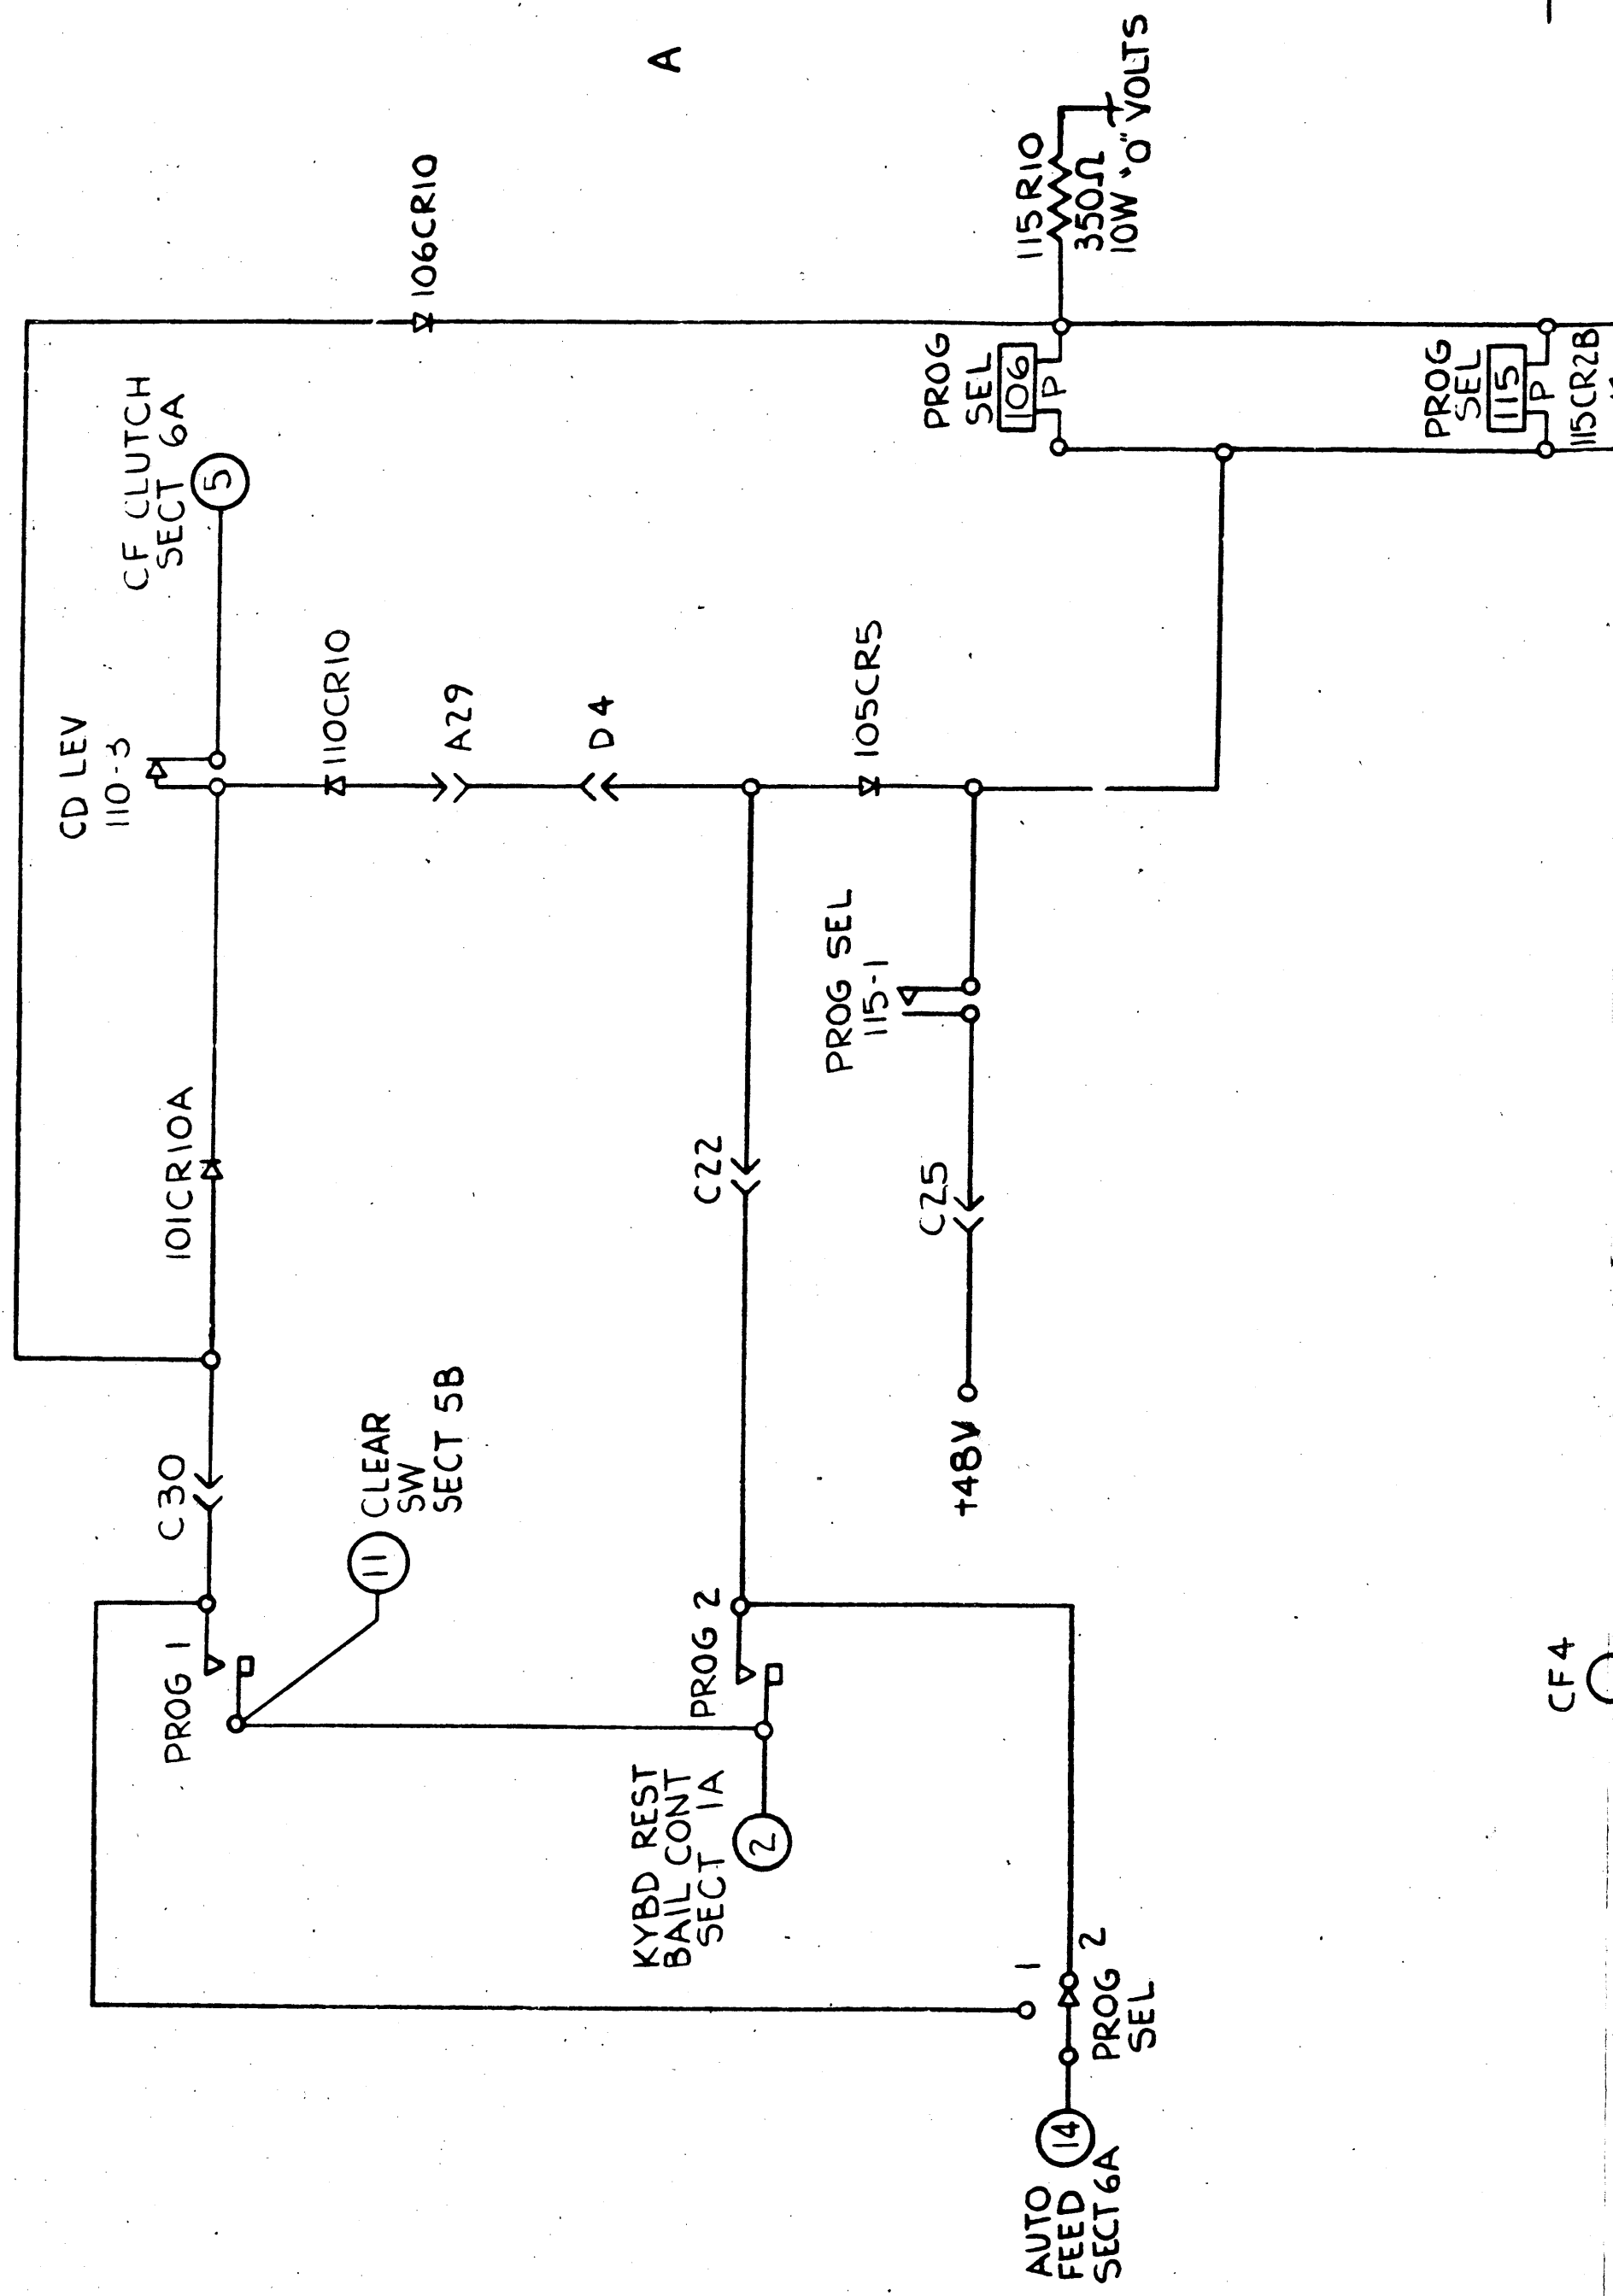 A
106CR10
CF CLUTCH
SECT 6A
5
CD LEV
110-3
110CR10
A29
D4
105CR5
101CR10A
C30
PROG 1
11
CLEAR
SW
SECT 5B
PROG
SEL
106
P
115R10
350Ω
10W
"0" VOLTS
PROG
SEL
115
P
115CR2B
PROG SEL
115-1
C22
C25
+48V
PROG 2
KYBD REST
BAIL CONT
SECT 1A
2
1
2
PROG
SEL
14
AUTO
FEED
SECT6A
CF4